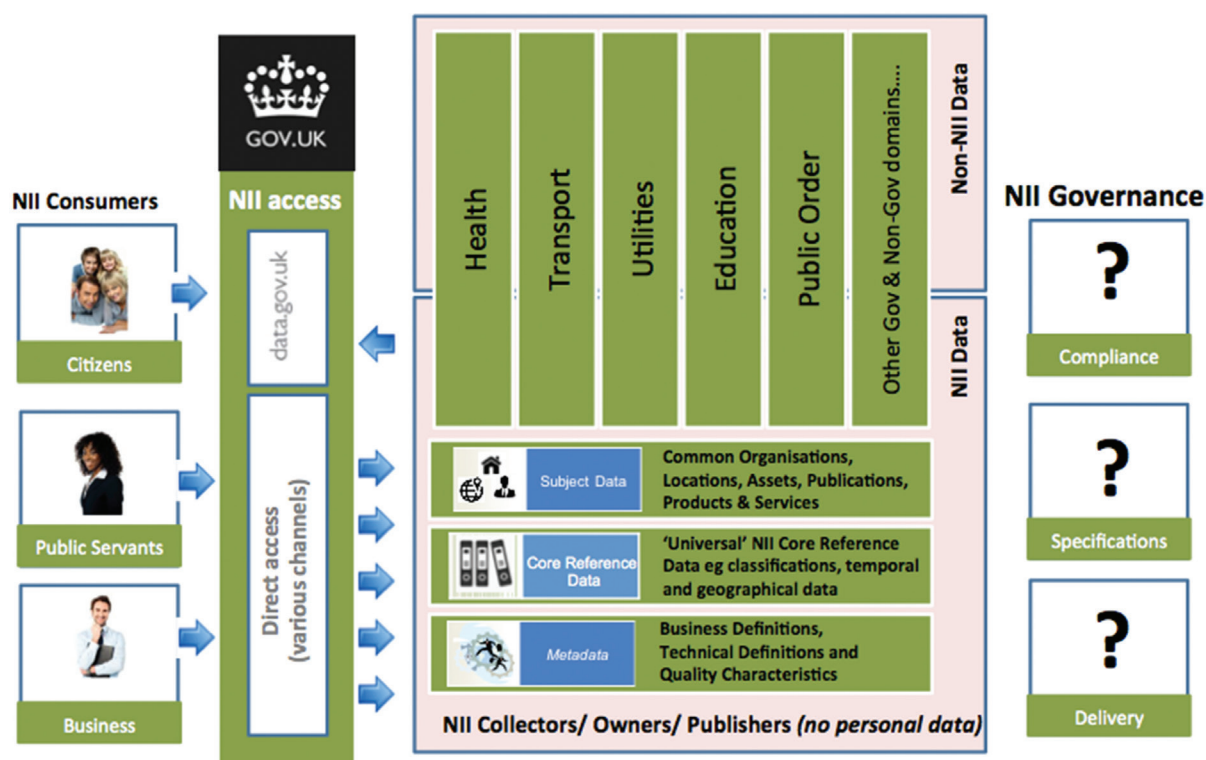 GOV.UK
NII Consumers
Citizens
Public Servants
Business
NII access
data.gov.uk
Direct access
(various channels)
Health
Transport
Utilities
Education
Public Order
Other Gov & Non-Gov domains....
Non-NII Data
NII Data
Subject Data
Common Organisations,
Locations, Assets, Publications,
Products & Services
Core Reference
Data
‘Universal’ NII Core Reference
Data eg classifications, temporal
and geographical data
Metadata
Business Definitions,
Technical Definitions and
Quality Characteristics
NII Collectors/ Owners/ Publishers (no personal data)
NII Governance
?
Compliance
?
Specifications
?
Delivery